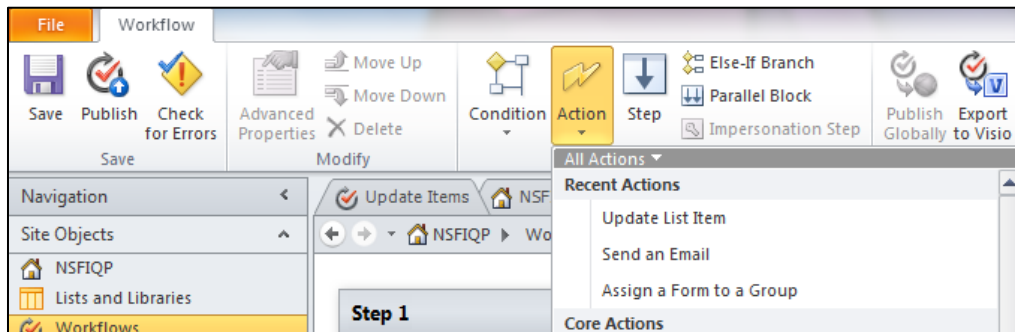 File Workflow
Save Publish Check for Errors
Save
Advanced Properties
Move Up
Move Down
Delete
Modify
Condition Action Step
Else-If Branch
Parallel Block
Impersonation Step
Publish Globally
Export to Visio
All Actions
Recent Actions
Update List Item
Send an Email
Assign a Form to a Group
Core Actions
Navigation
Site Objects
NSFIQP
Lists and Libraries
Workflows
Update Items NSF
NSFIQP Wo
Step 1